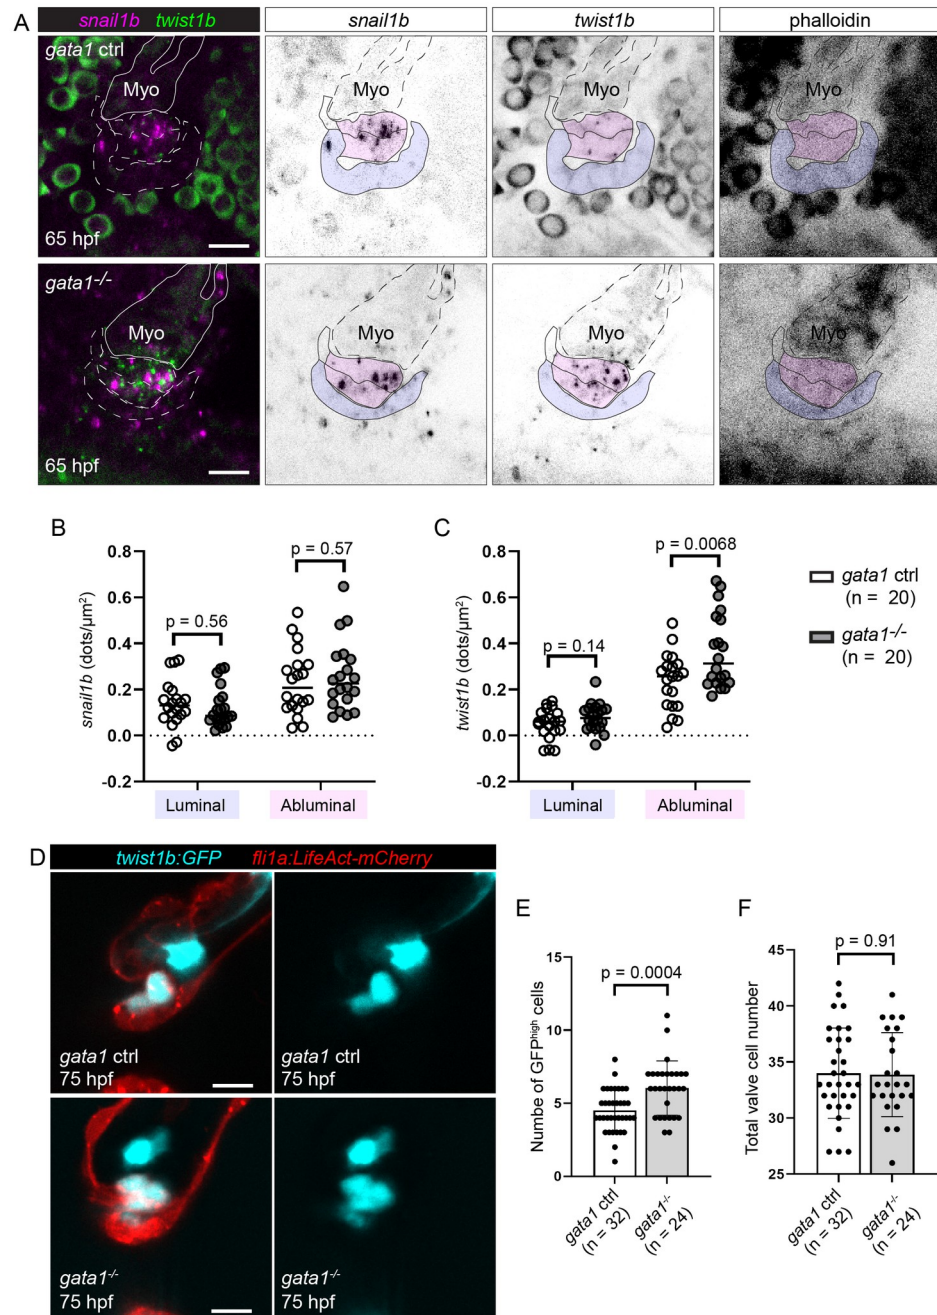 A
snail1b twist1b
snail1b
twist1b
phalloidin
gata1 ctrl
Myo
Myo
Myo
Myo
65 hpf
gata1-/-
Myo
Myo
Myo
Myo
65 hpf
B
p = 0.56
p = 0.57
snail1b (dots/μm²)
0.8
0.6
0.4
0.2
0.0
-0.2
Luminal
Abluminal
C
p = 0.14
p = 0.0068
twist1b (dots/μm²)
0.8
0.6
0.4
0.2
0.0
-0.2
Luminal
Abluminal
gata1 ctrl
(n = 20)
gata1-/-
(n = 20)
D
twist1b:GFP fli1a:LifeAct-mCherry
gata1 ctrl
75 hpf
gata1 ctrl
75 hpf
gata1-/-
75 hpf
gata1-/-
75 hpf
E
p = 0.0004
Numbe of GFPhigh cells
15
10
5
0
gata1 ctrl
(n = 32)
gata1-/-
(n = 24)
F
p = 0.91
Total valve cell number
45
40
35
30
25
gata1 ctrl
(n = 32)
gata1-/-
(n = 24)